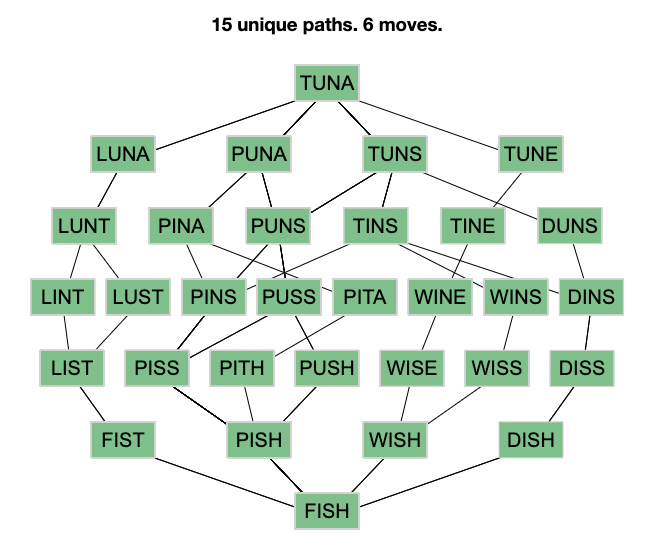 15 unique paths. 6 moves.
TUNA
LUNA PUNA TUNS TUNE
LUNT PINA PUNS TINS TINE DUNS
LINT LUST PINS PUSS PITA WINE WINS DINS
LIST PISS PITH PUSH WISE WISS DISS
FIST PISH WISH DISH
FISH